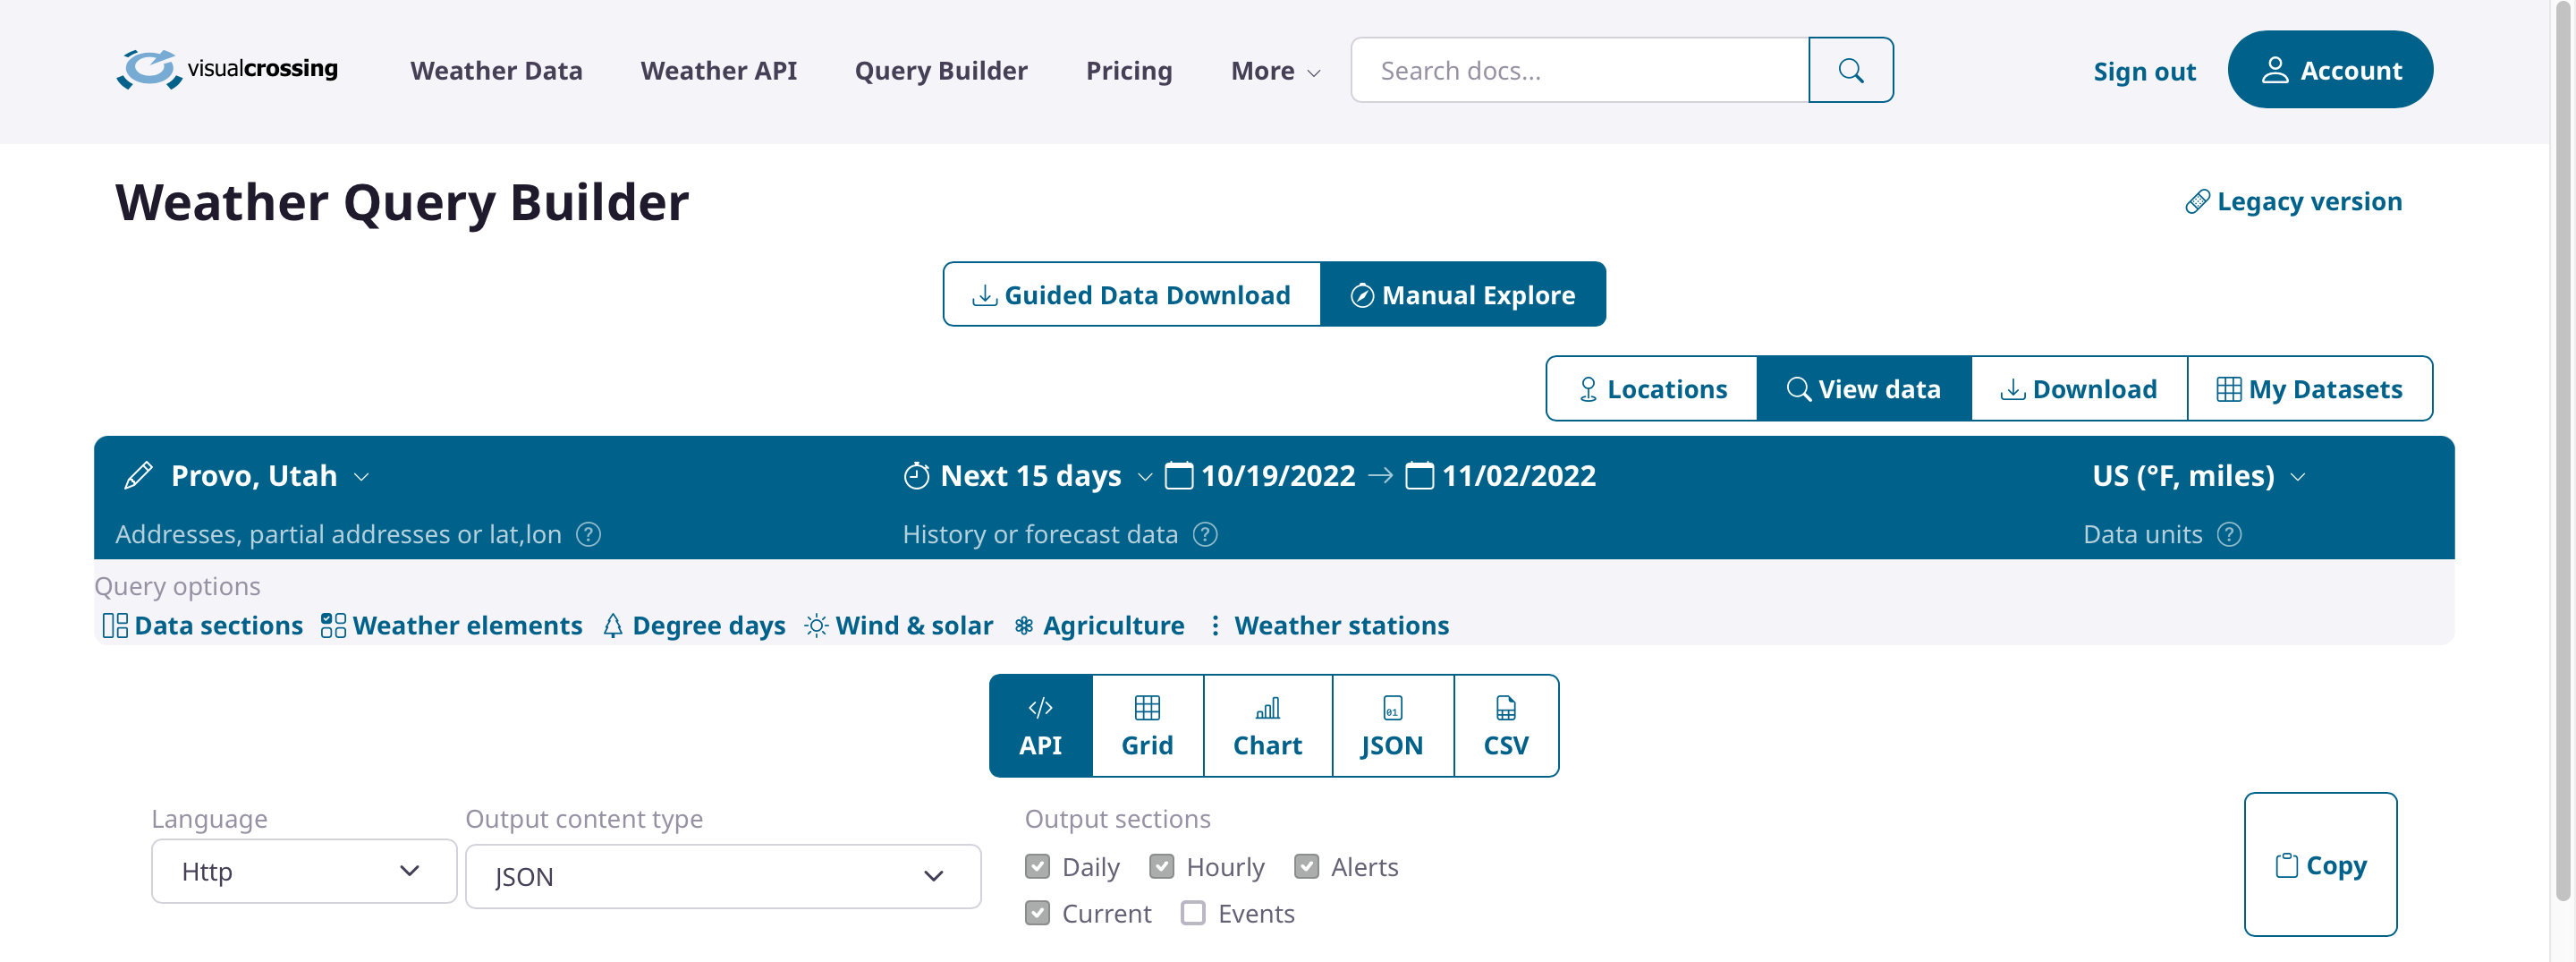 visualcrossing Weather Data Weather API Query Builder Pricing More Search docs... Sign out Account
Weather Query Builder Legacy version
Guided Data Download Manual Explore
Locations View data Download My Datasets
Provo, Utah Next 15 days 10/19/2022 → 11/02/2022 US (°F, miles)
Addresses, partial addresses or lat,lon ? History or forecast data ? Data units ?
Query options
Data sections Weather elements Degree days Wind & solar Agriculture Weather stations
API Grid Chart JSON CSV
Language Output content type Output sections
Http JSON Daily Hourly Alerts Copy
Current Events